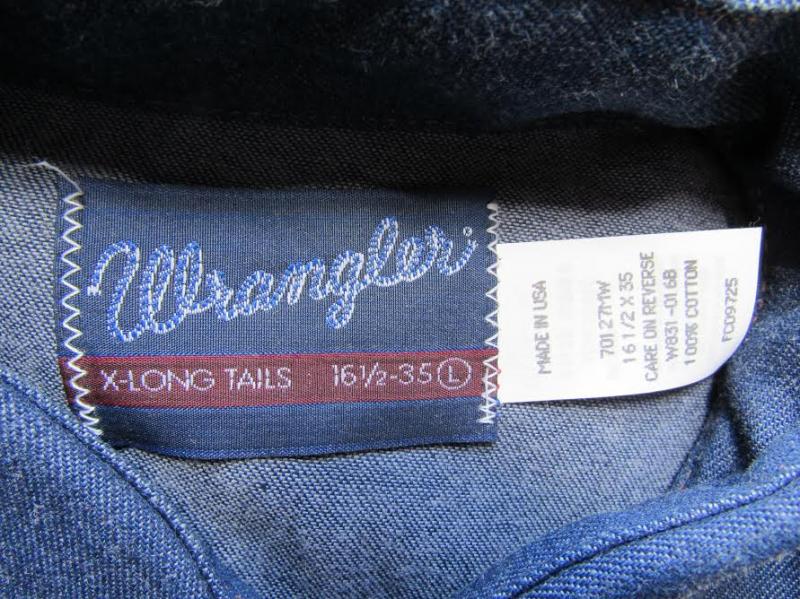 Wrangler®
X-LONG TAILS 16½-35 Ⓛ
MADE IN USA
70127MW
16 1/2 X 35
CARE ON REVERSE
W831-016B
100% COTTON
FC09725